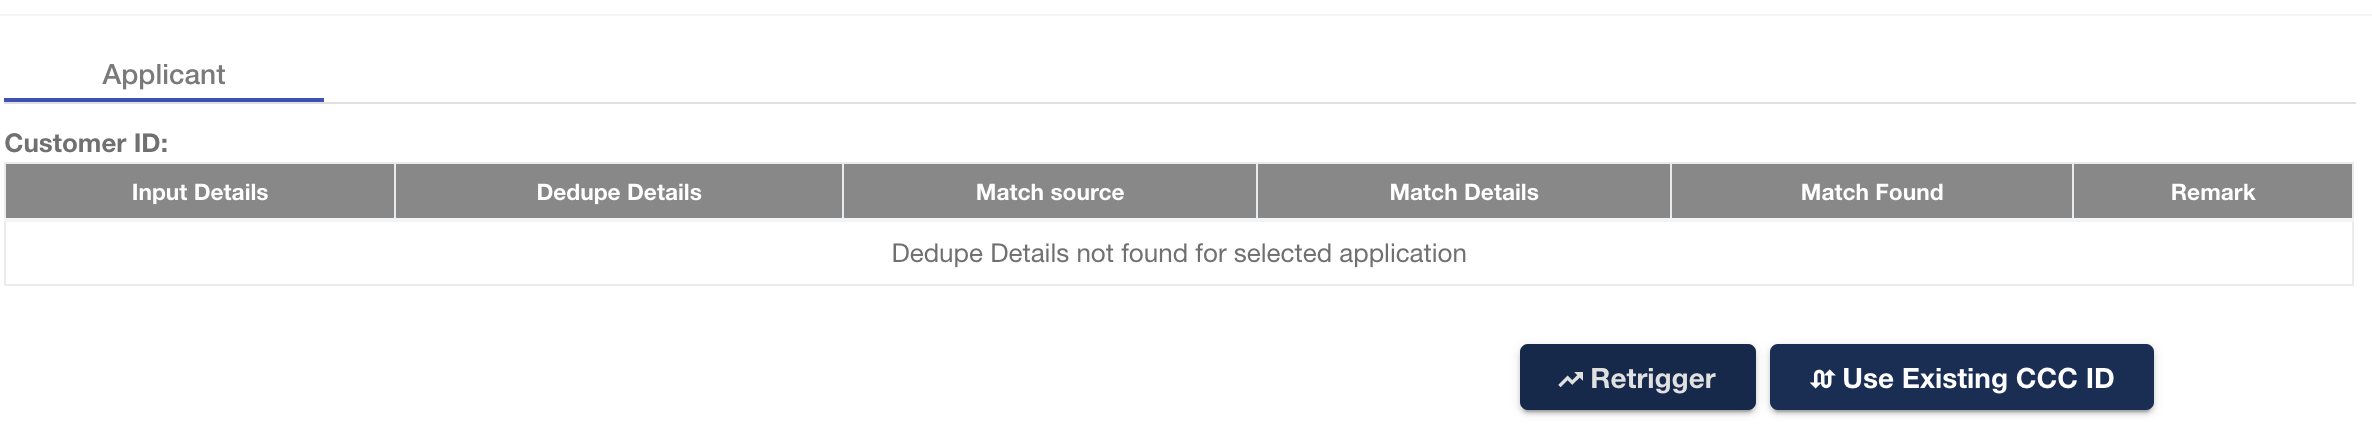 Applicant
Customer ID:
Input Details Dedupe Details Match source Match Details Match Found Remark
Dedupe Details not found for selected application
Retrigger Use Existing CCC ID